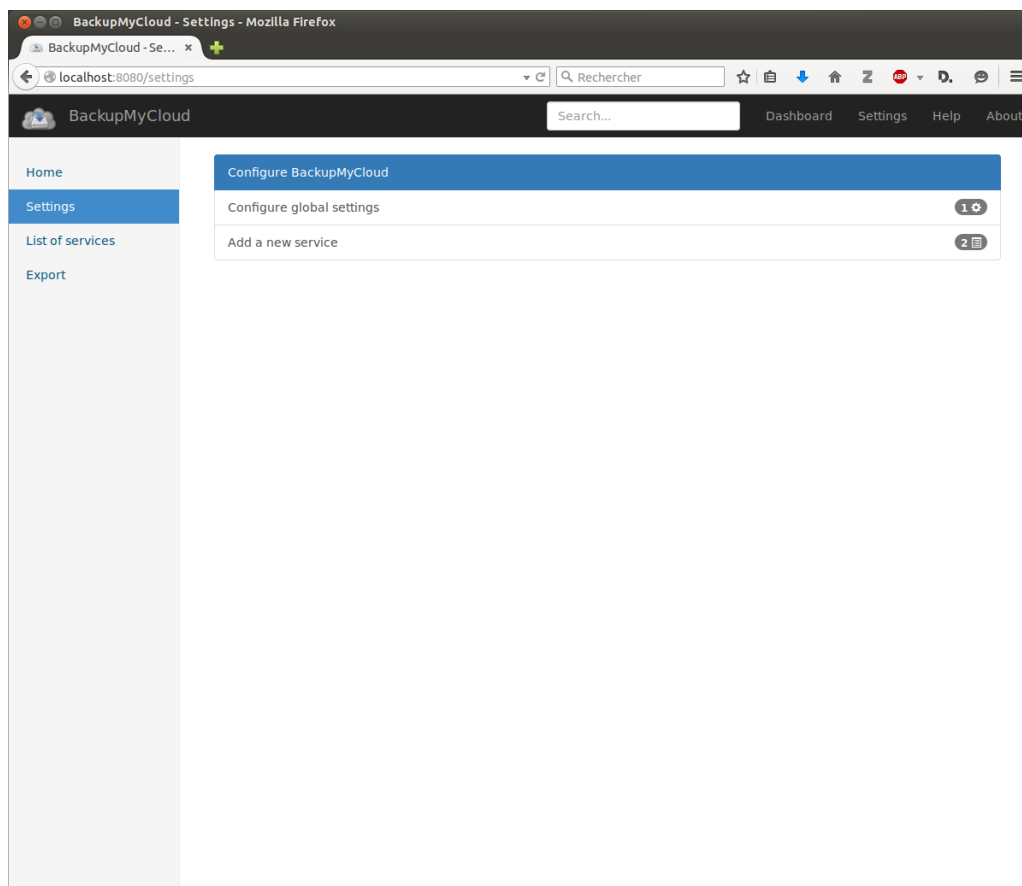 BackupMyCloud - Settings - Mozilla Firefox
BackupMyCloud - Se... ×
localhost:8080/settings Rechercher Z ABP D.
BackupMyCloud Search... Dashboard Settings Help About
Home
Settings
List of services
Export
Configure BackupMyCloud
Configure global settings 1
Add a new service 2